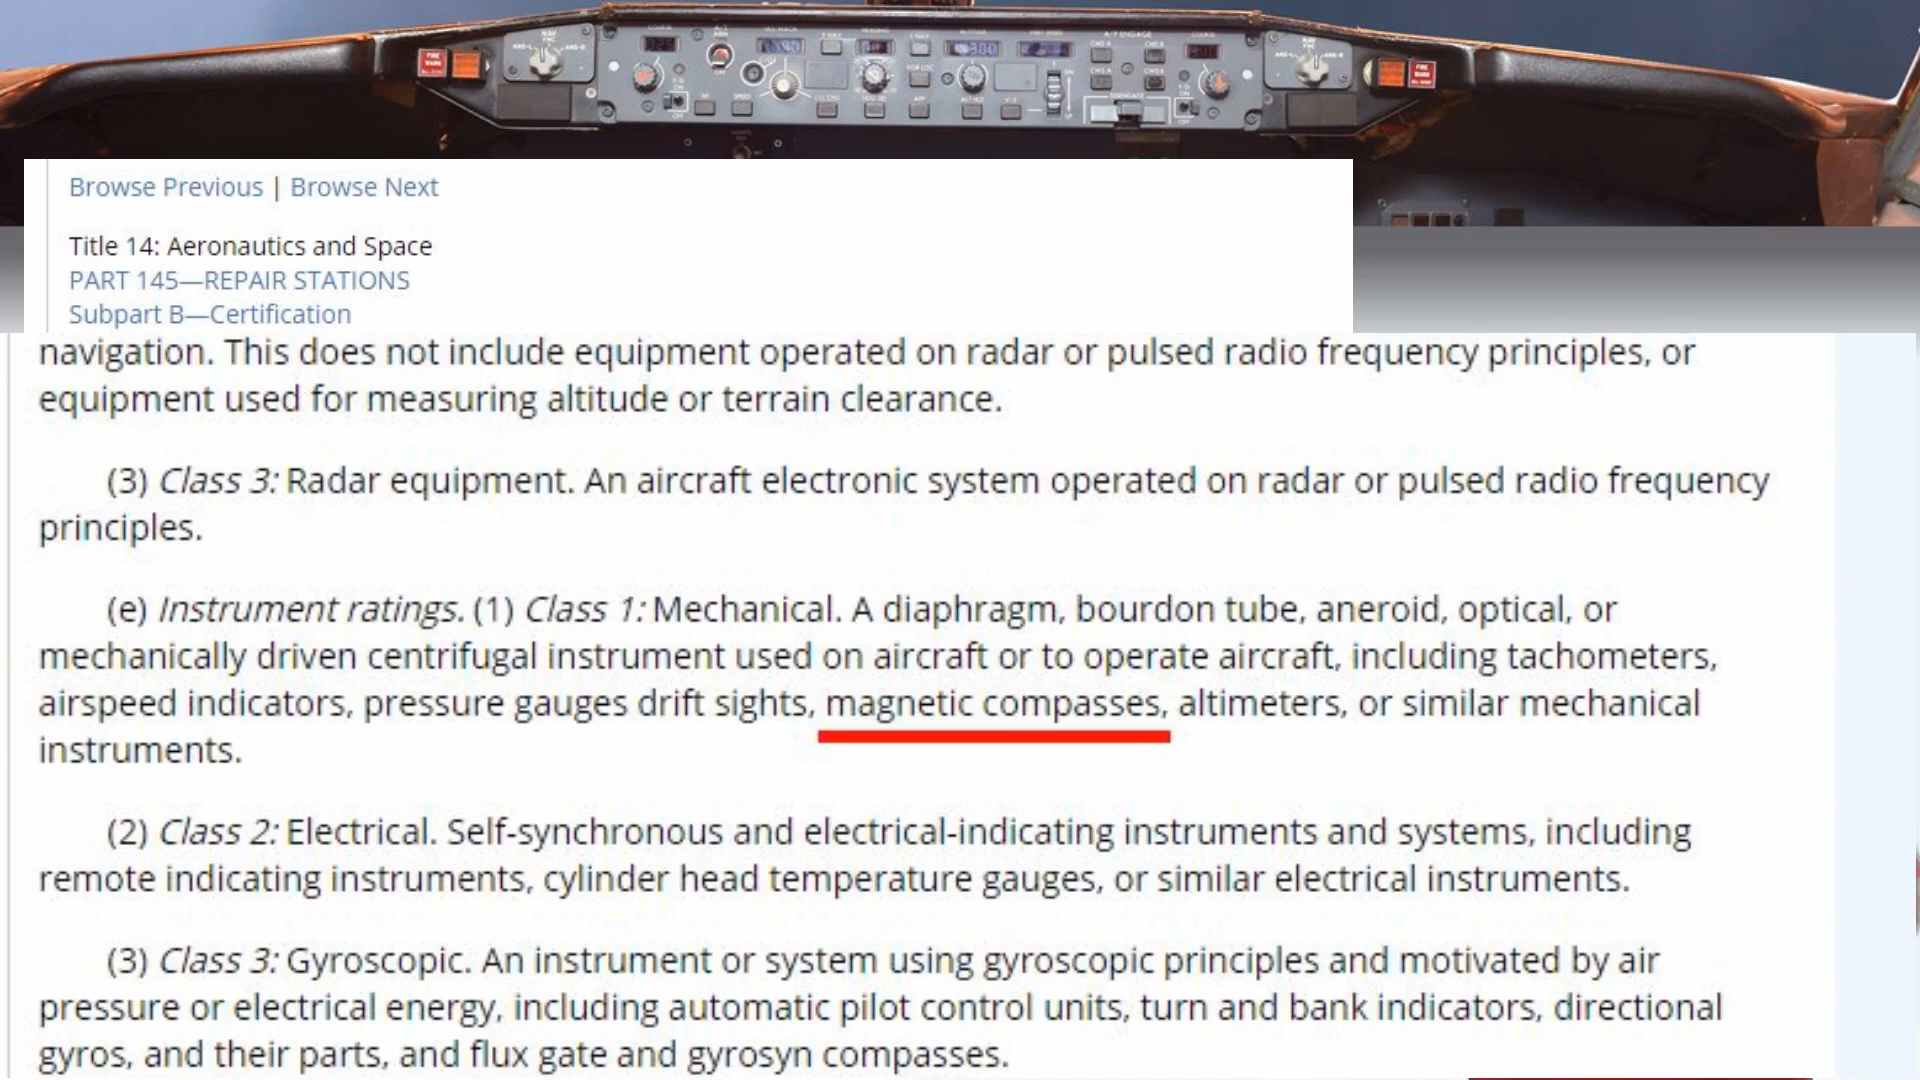 COURSE
A/P ENGAGE
COURSE
DISENGAGE
OFF
OFF
Browse Previous | Browse Next
Title 14: Aeronautics and Space
PART 145—REPAIR STATIONS
Subpart B—Certification
navigation. This does not include equipment operated on radar or pulsed radio frequency principles, or
equipment used for measuring altitude or terrain clearance.
(3) Class 3: Radar equipment. An aircraft electronic system operated on radar or pulsed radio frequency
principles.
(e) Instrument ratings. (1) Class 1: Mechanical. A diaphragm, bourdon tube, aneroid, optical, or
mechanically driven centrifugal instrument used on aircraft or to operate aircraft, including tachometers,
airspeed indicators, pressure gauges drift sights, magnetic compasses, altimeters, or similar mechanical
instruments.
(2) Class 2: Electrical. Self-synchronous and electrical-indicating instruments and systems, including
remote indicating instruments, cylinder head temperature gauges, or similar electrical instruments.
(3) Class 3: Gyroscopic. An instrument or system using gyroscopic principles and motivated by air
pressure or electrical energy, including automatic pilot control units, turn and bank indicators, directional
gyros, and their parts, and flux gate and gyrosyn compasses.